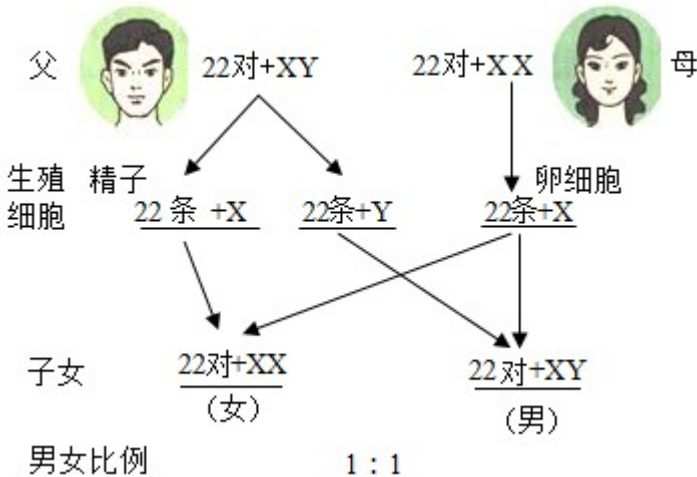 父 22对+XY 22对+XX 母
生殖 精子 卵细胞
细胞 22条+X 22条+Y 22条+X
子女 22对+XX 22对+XY
（女） （男）
男女比例 1：1